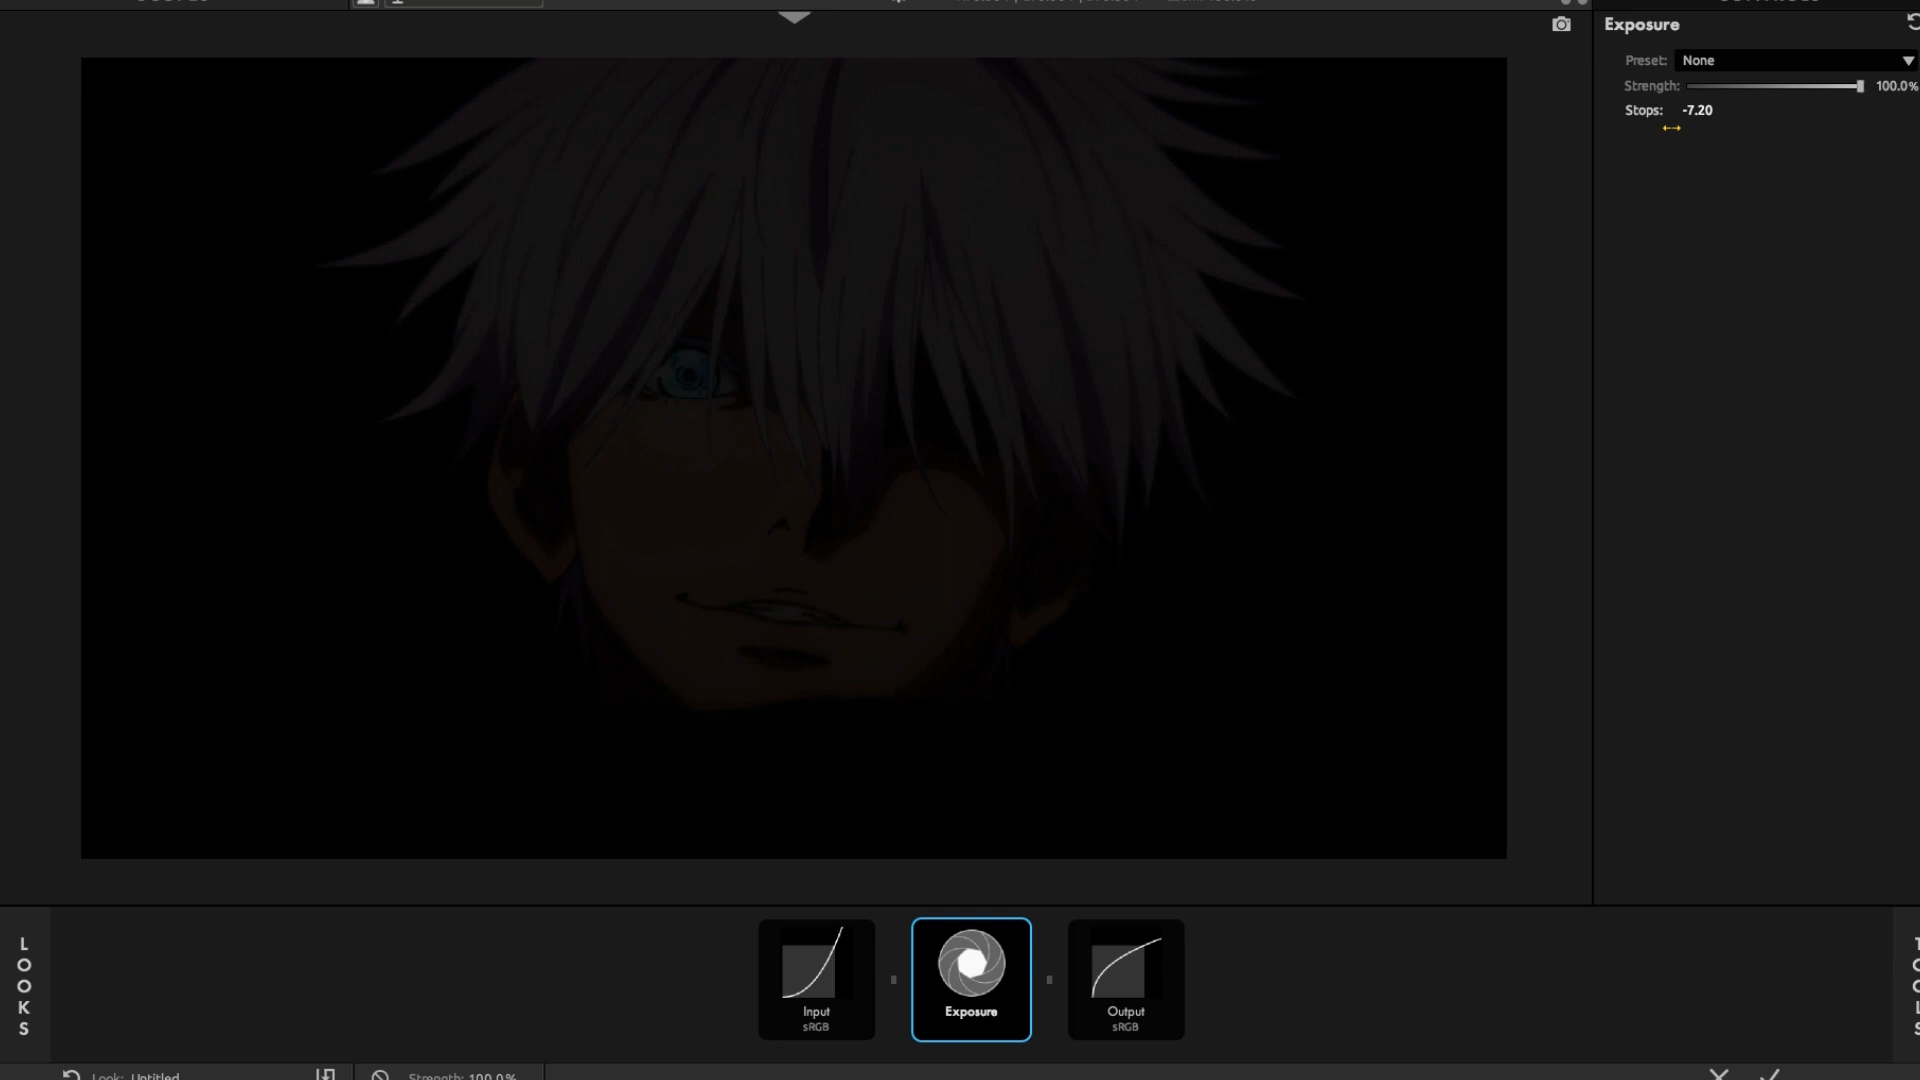 Exposure
Preset: None
Strength: 100.0%
Stops: -7.20
LOOKS
Input
sRGB
Exposure
Output
sRGB
Look: Untitled
Strength: 100.0%